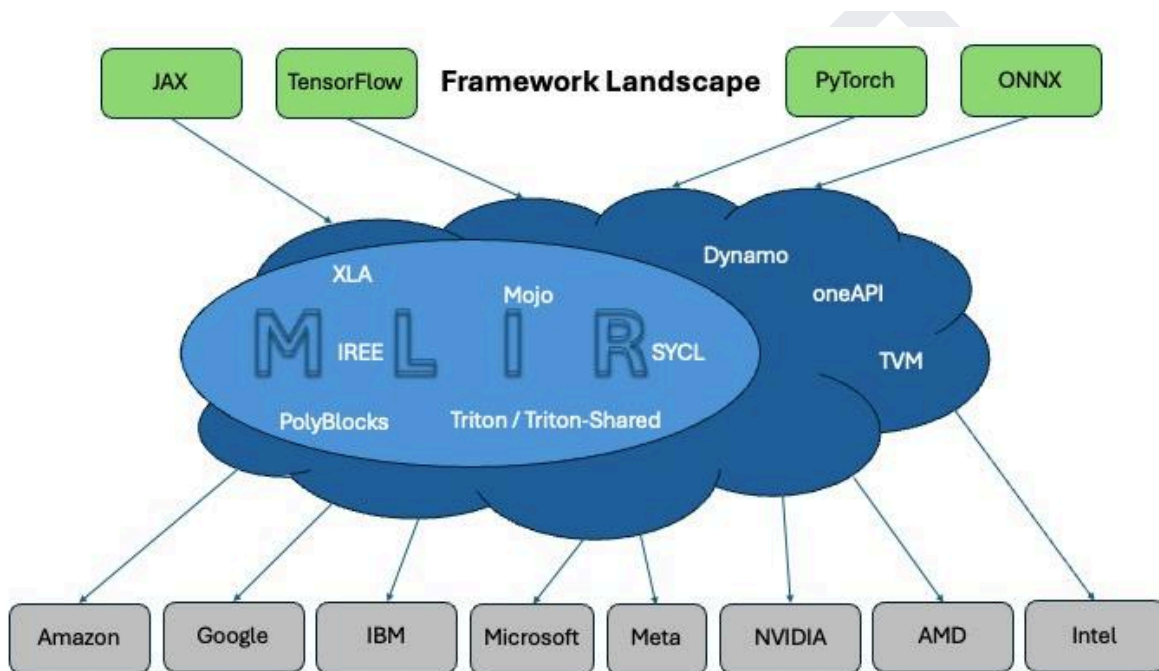 JAX
TensorFlow
Framework Landscape
PyTorch
ONNX
XLA
Mojo
Dynamo
oneAPI
MLIR
IREE
SYCL
TVM
PolyBlocks
Triton / Triton-Shared
Amazon
Google
IBM
Microsoft
Meta
NVIDIA
AMD
Intel